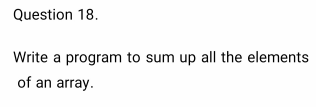 Question 18.
Write a program to sum up all the elements
of an array.